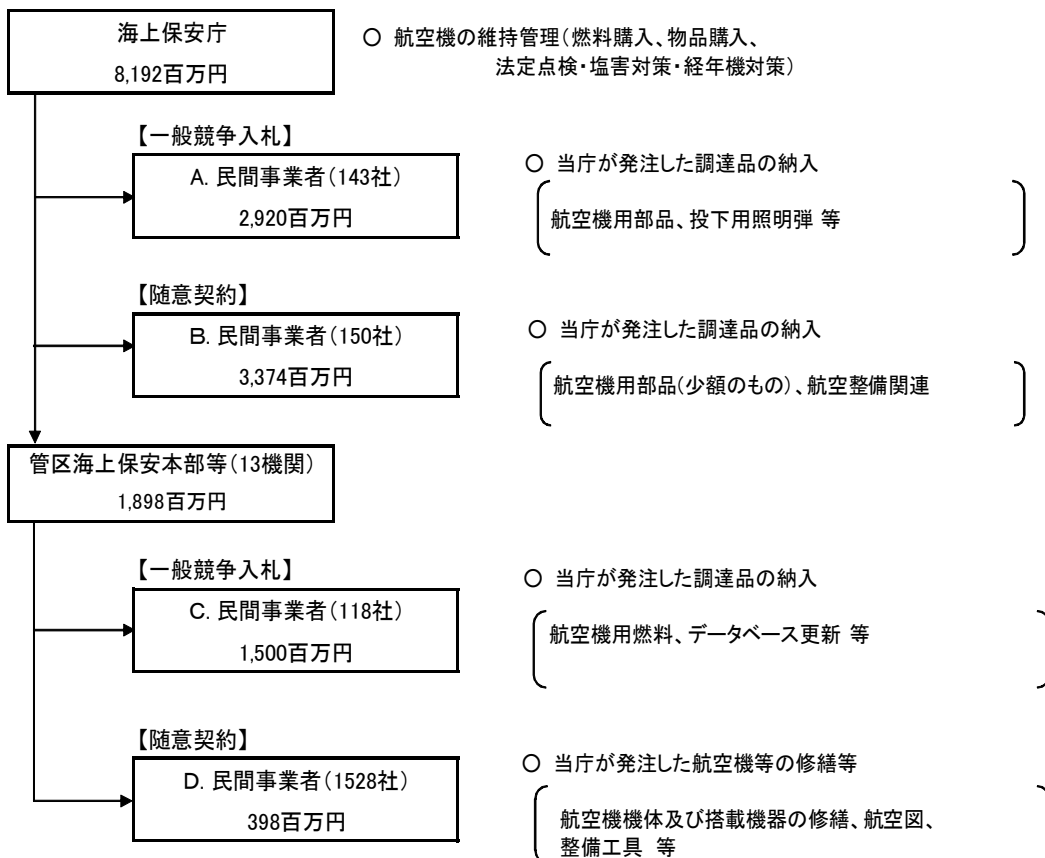 海上保安庁
8,192百万円
○ 航空機の維持管理(燃料購入、物品購入、
法定点検・塩害対策・経年機対策)
【一般競争入札】
A. 民間事業者(143社)
2,920百万円
○ 当庁が発注した調達品の納入
航空機用部品、投下用照明弾 等
【随意契約】
B. 民間事業者(150社)
3,374百万円
○ 当庁が発注した調達品の納入
航空機用部品(少額のもの)、航空整備関連
管区海上保安本部等(13機関)
1,898百万円
【一般競争入札】
C. 民間事業者(118社)
1,500百万円
○ 当庁が発注した調達品の納入
航空機用燃料、データベース更新 等
【随意契約】
D. 民間事業者(1528社)
398百万円
○ 当庁が発注した航空機等の修繕等
航空機機体及び搭載機器の修繕、航空図、
整備工具 等